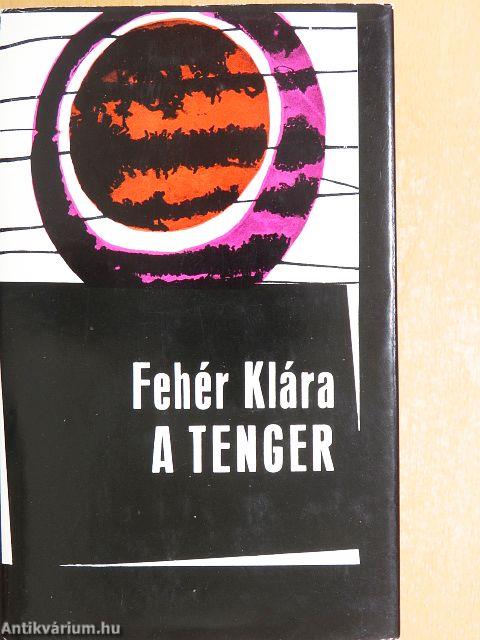 Fehér Klára
A TENGER
Antikvárium.hu